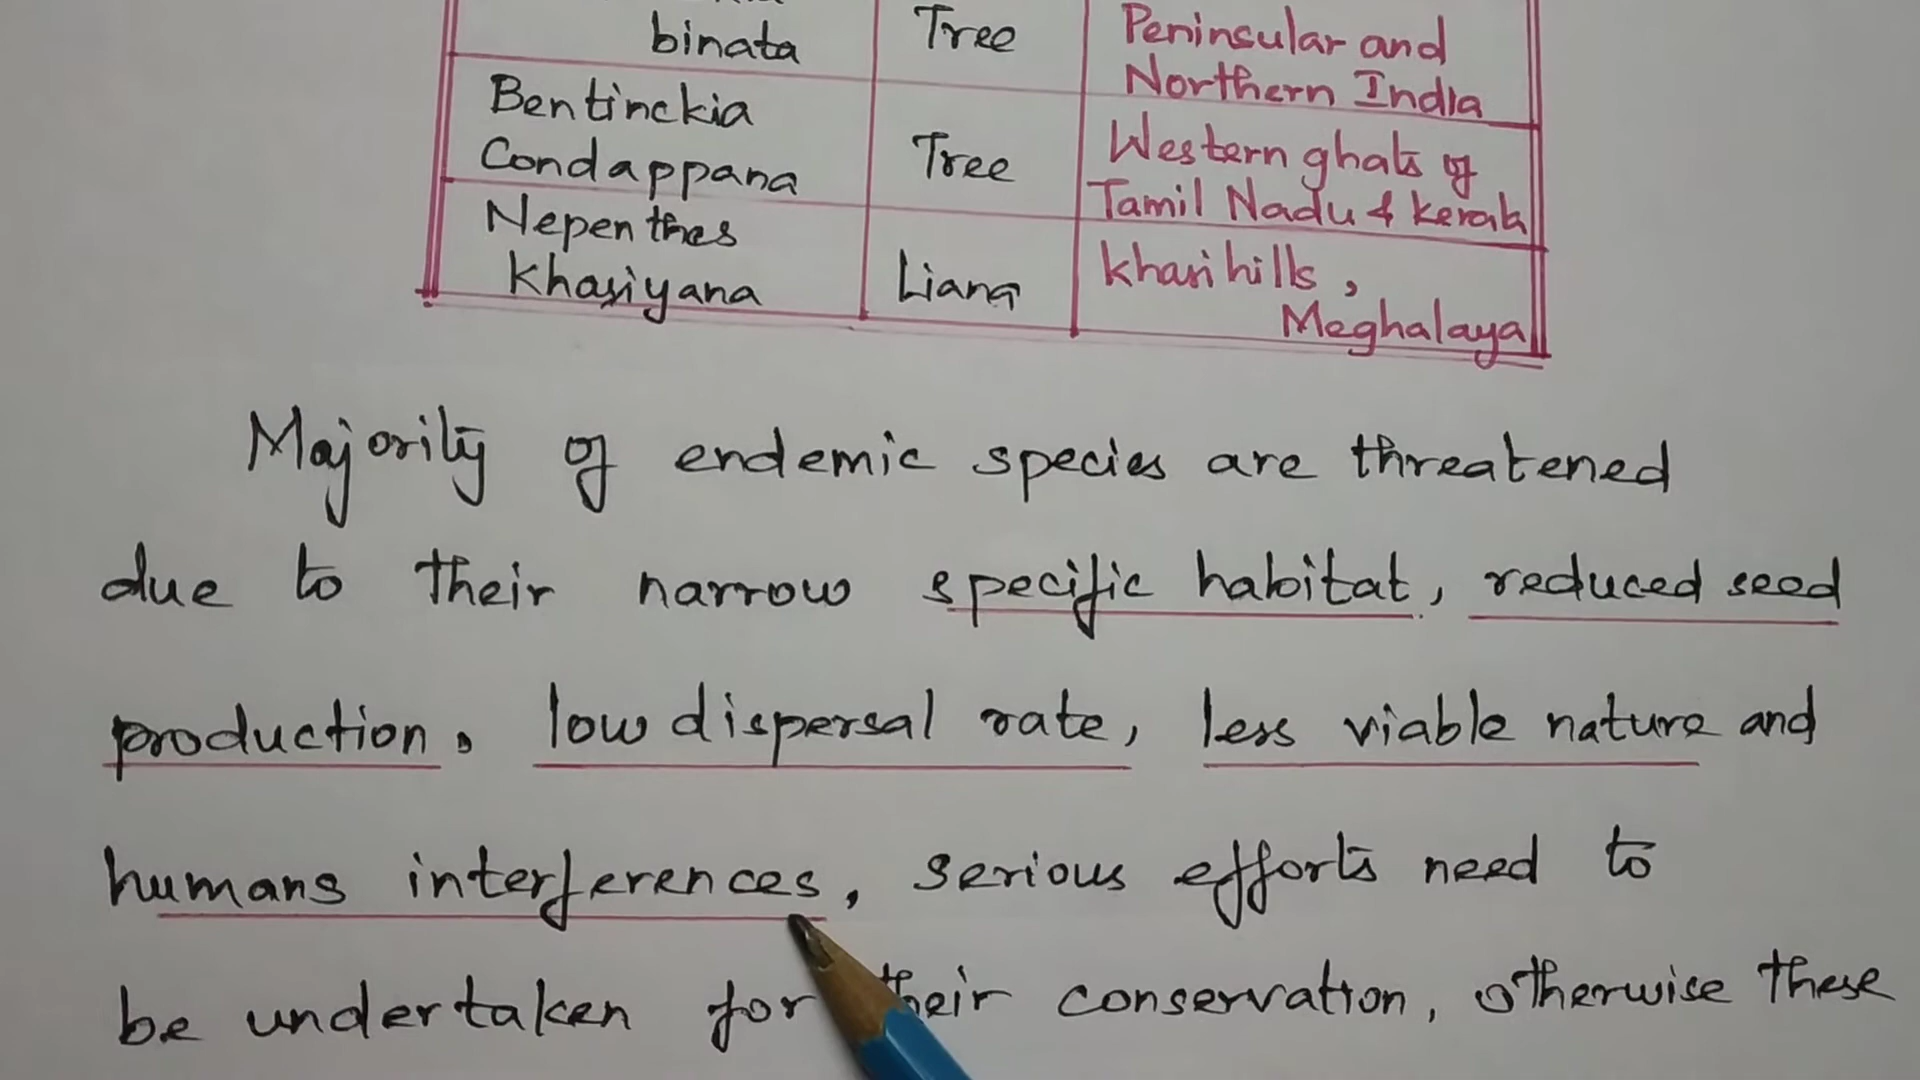 binata Tree Peninsular and
Northern India
Bentinckia
Condappana Tree Western ghats of
Tamil Nadu & Kerala
Nepenthes
Khasiyana Liana Khasi hills,
Meghalaya
Majority of endemic species are threatened
due to their narrow specific habitat, reduced seed
production, low dispersal rate, less viable nature and
humans interferences, serious efforts need to
be undertaken for their conservation, otherwise these